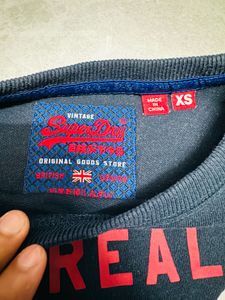 VINTAGE
SuperDry
ORIGINAL GOODS STORE
BRITISH
MADE IN
CHINA
XS
REAL